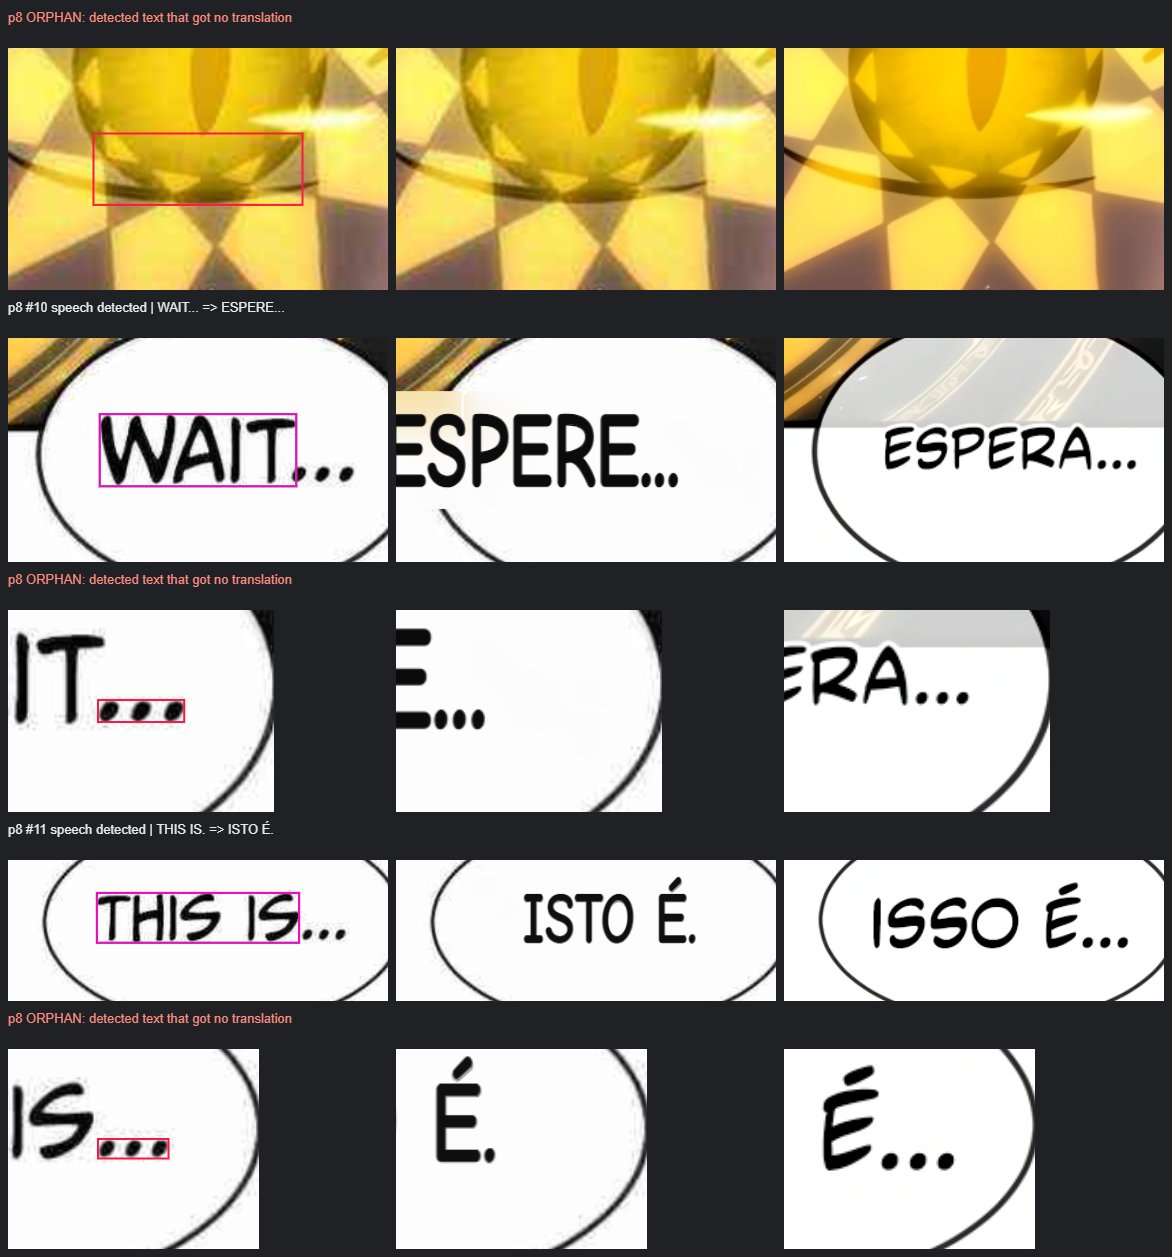 p8 ORPHAN: detected text that got no translation
p8 #10 speech detected | WAIT... => ESPERE...
WAIT...
ESPERE...
ESPERA...
p8 ORPHAN: detected text that got no translation
IT...
E...
ERA...
p8 #11 speech detected | THIS IS. => ISTO É.
THIS IS...
ISTO É.
ISSO É...
p8 ORPHAN: detected text that got no translation
IS...
É.
É...